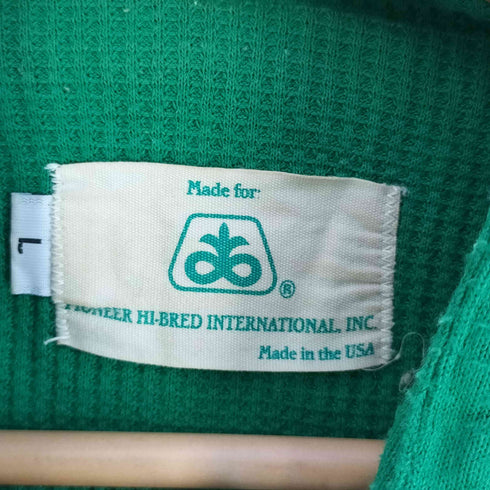 Made for:
®
PIONEER HI-BRED INTERNATIONAL, INC.
Made in the USA
L